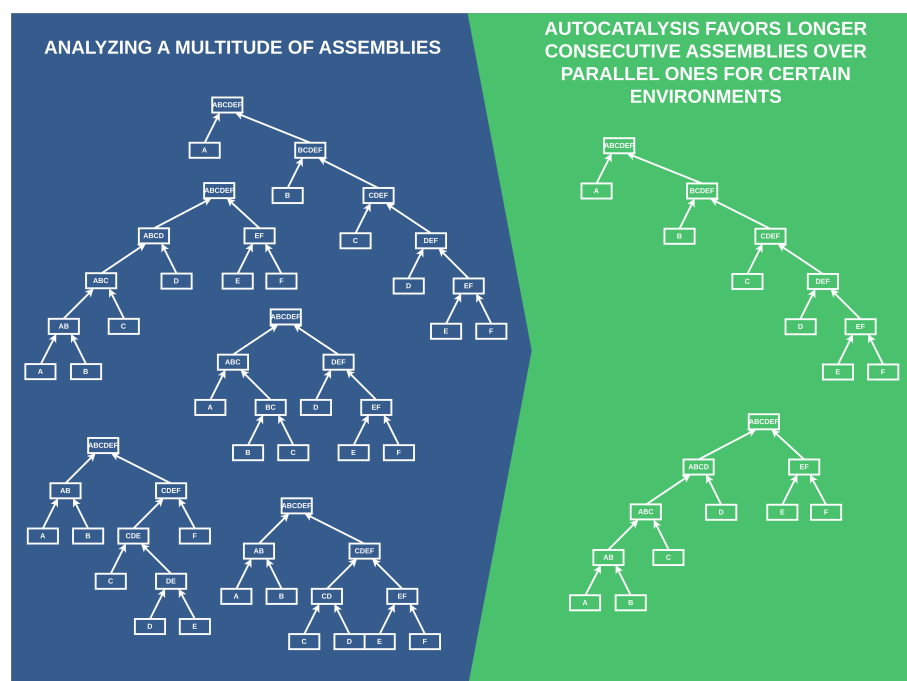 ANALYZING A MULTITUDE OF ASSEMBLIES
ABCDEF
A
BCDEF
B
CDEF
C
DEF
D
EF
E
F
ABCDEF
ABCD
EF
ABC
D
E
F
AB
C
A
B
ABCDEF
ABC
DEF
A
BC
D
EF
B
C
E
F
ABCDEF
AB
CDEF
A
B
CDE
F
C
DE
D
E
ABCDEF
AB
CDEF
A
B
CD
EF
C
D
E
F
AUTOCATALYSIS FAVORS LONGER
CONSECUTIVE ASSEMBLIES OVER
PARALLEL ONES FOR CERTAIN
ENVIRONMENTS
ABCDEF
A
BCDEF
B
CDEF
C
DEF
D
EF
E
F
ABCDEF
ABCD
EF
ABC
D
E
F
AB
C
A
B